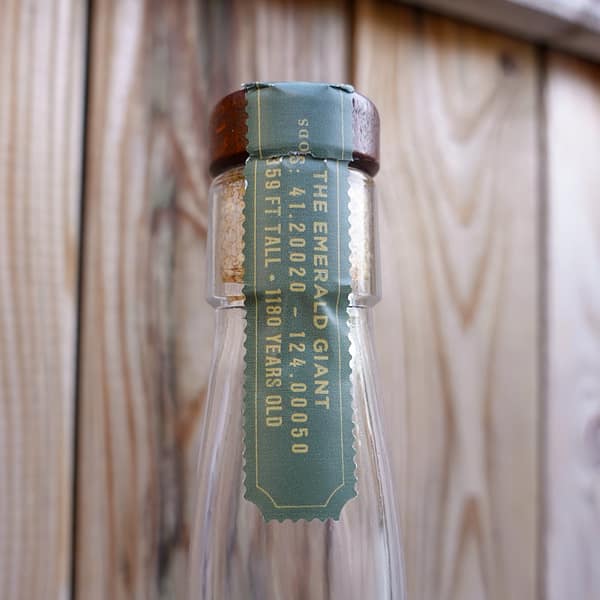 THE EMERALD GIANT
S: 41.20020 – 124.00050
359 FT TALL • 1180 YEARS OLD